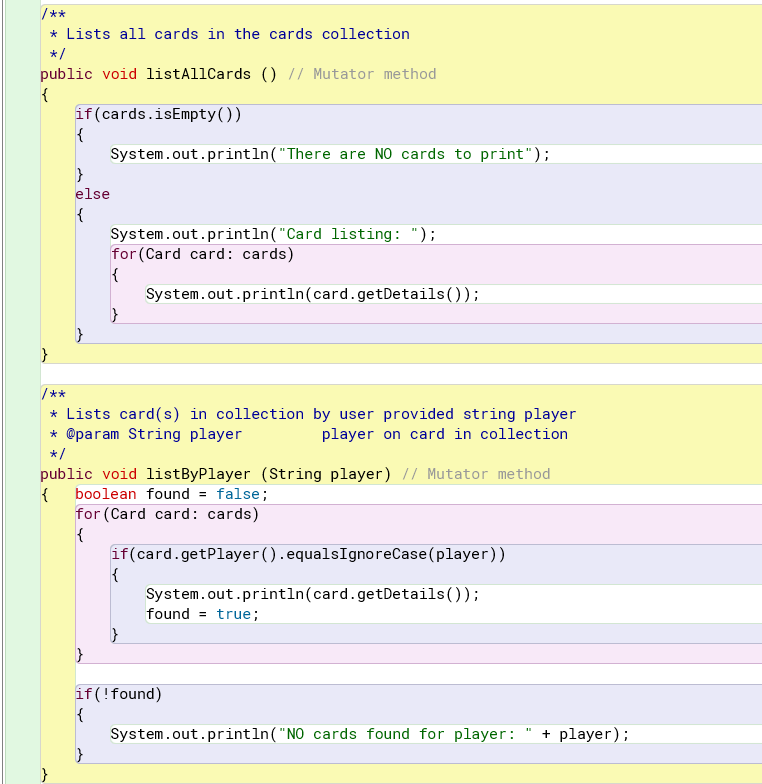 /**
 * Lists all cards in the cards collection
 */
public void listAllCards () // Mutator method
{
    if(cards.isEmpty())
    {
        System.out.println("There are NO cards to print");
    }
    else
    {
        System.out.println("Card listing: ");
        for(Card card: cards)
        {
            System.out.println(card.getDetails());
        }
    }
}

/**
 * Lists card(s) in collection by user provided string player
 * @param String player         player on card in collection
 */
public void listByPlayer (String player) // Mutator method
{   boolean found = false;
    for(Card card: cards)
    {
        if(card.getPlayer().equalsIgnoreCase(player))
        {
            System.out.println(card.getDetails());
            found = true;
        }
    }

    if(!found)
    {
        System.out.println("NO cards found for player: " + player);
    }
}